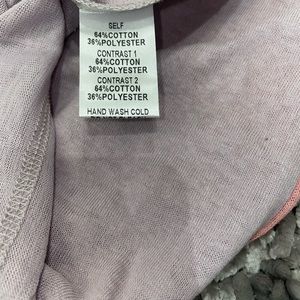 SELF
64%COTTON
36%POLYESTER
CONTRAST 1
64%COTTON
36%POLYESTER
CONTRAST 2
64%COTTON
36%POLYESTER
HAND WASH COLD